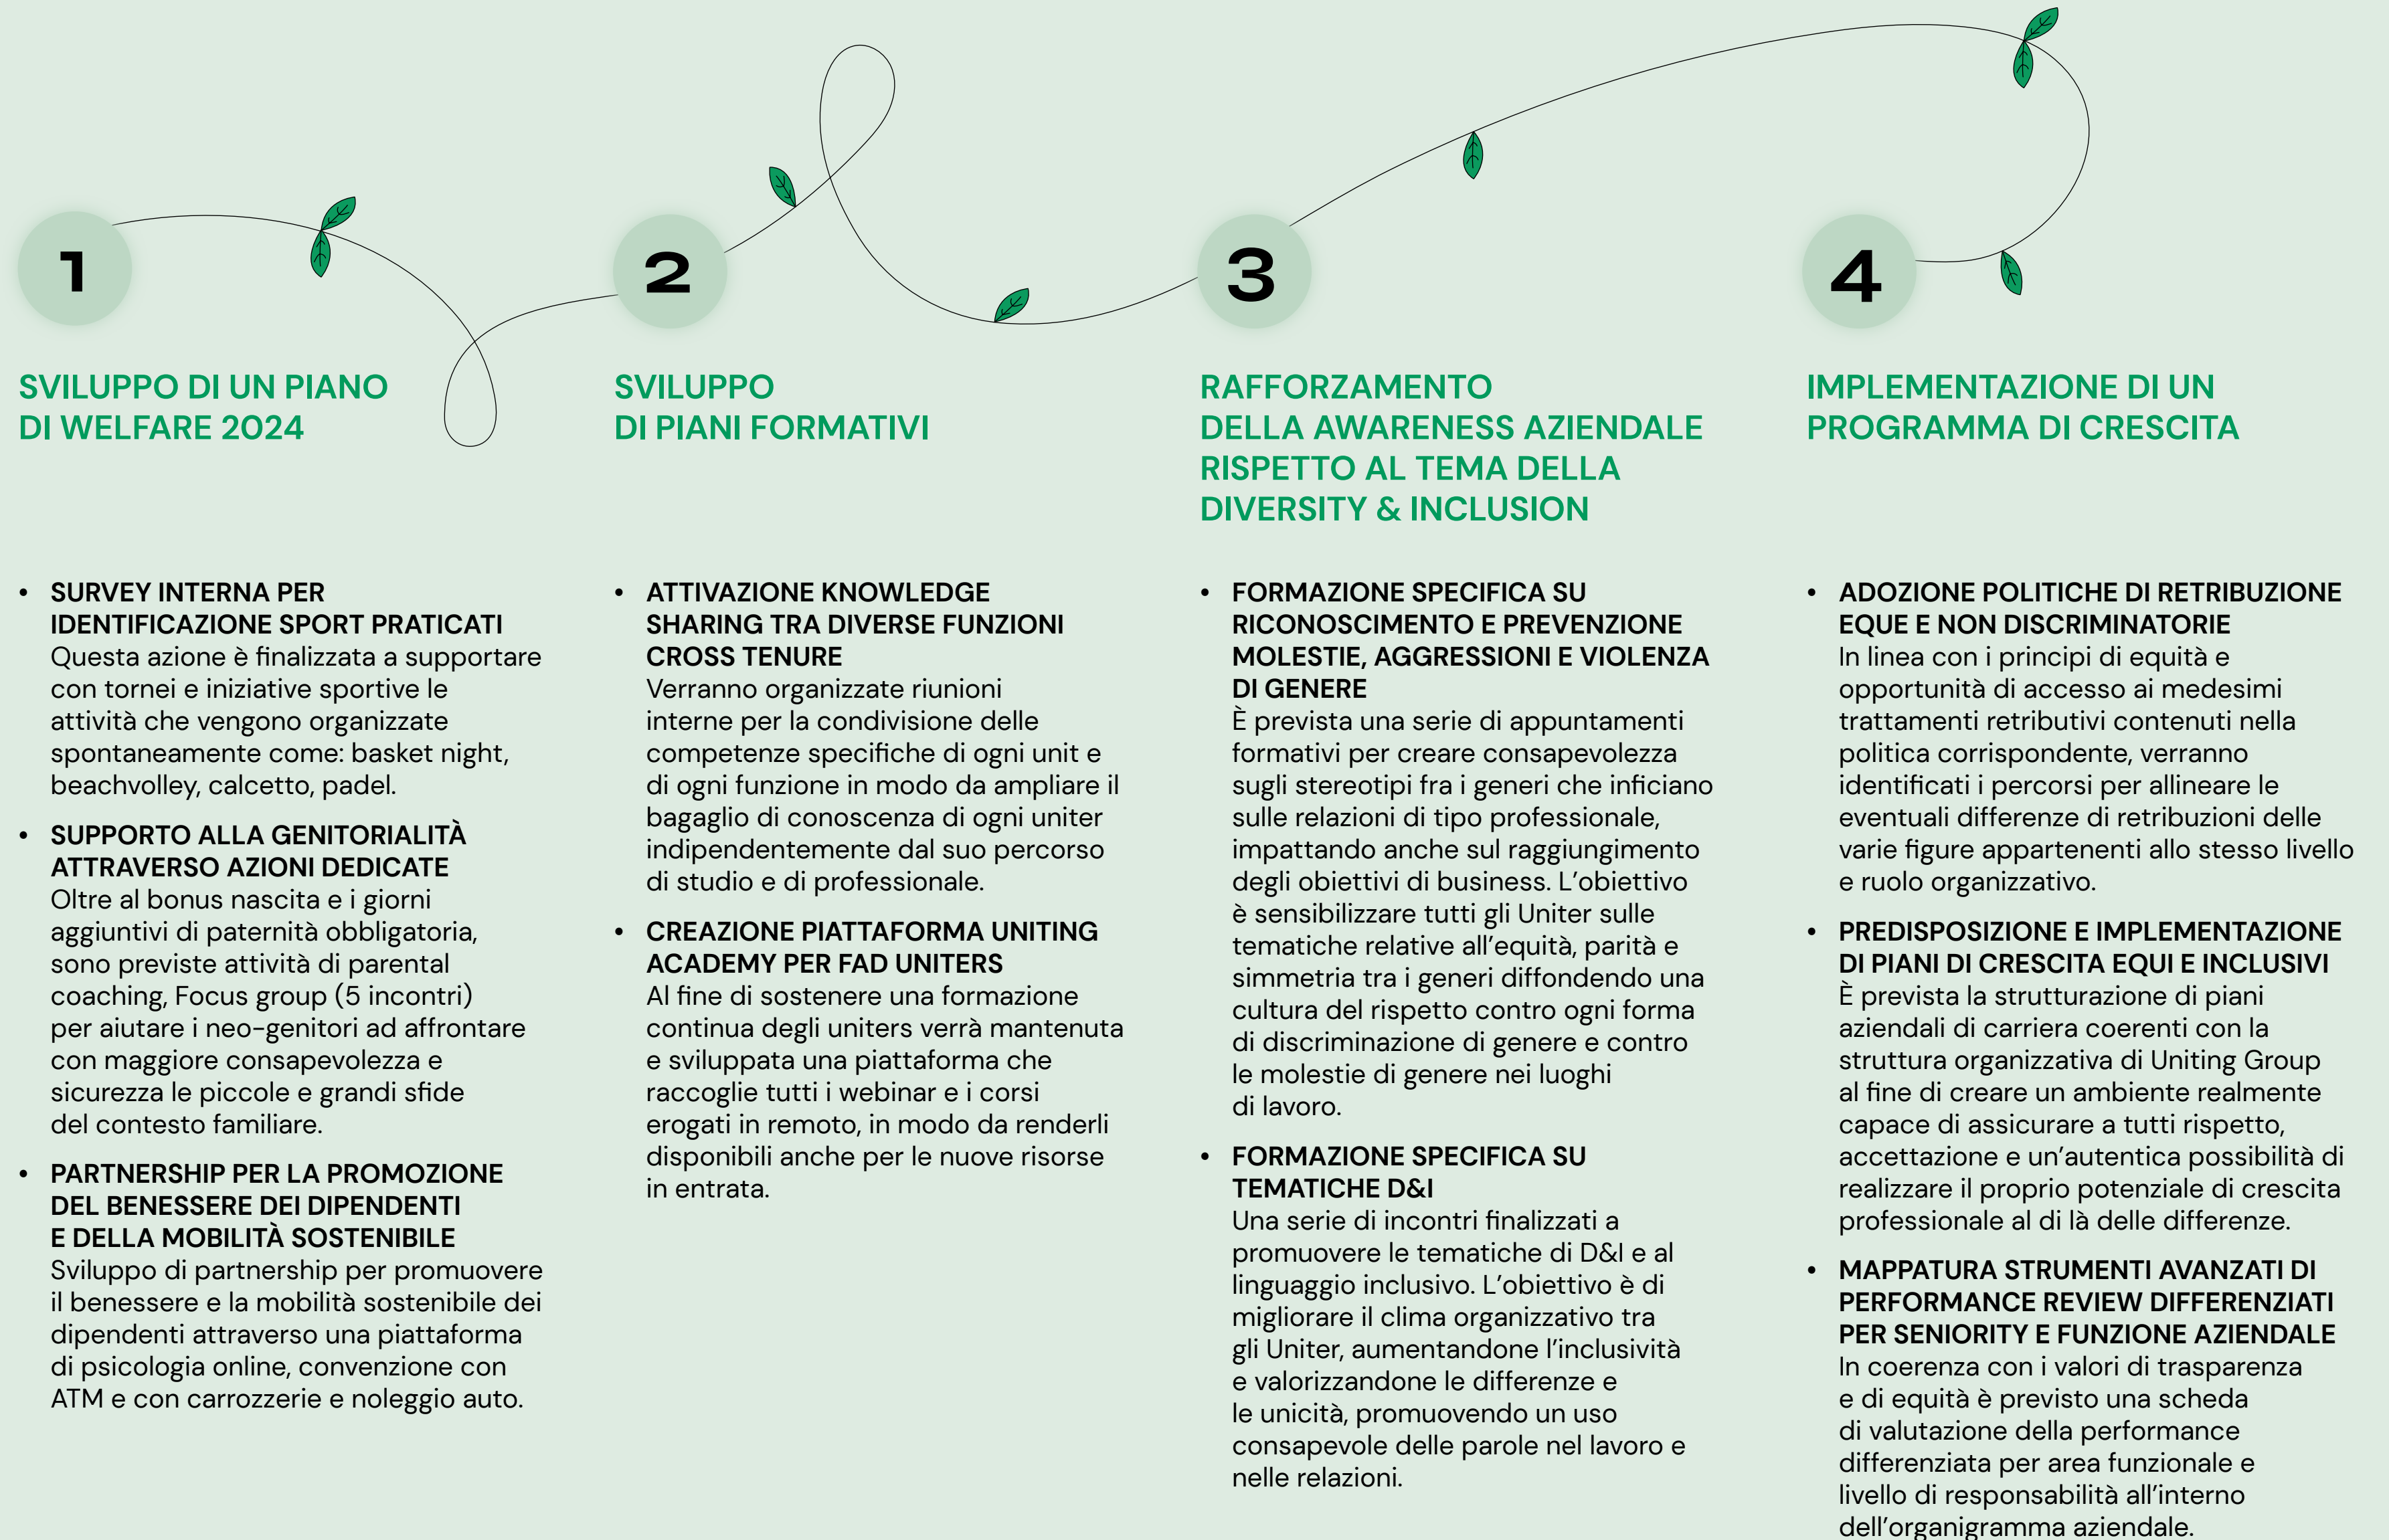 1
SVILUPPO DI UN PIANO
DI WELFARE 2024
• SURVEY INTERNA PER
IDENTIFICAZIONE SPORT PRATICATI
Questa azione è finalizzata a supportare
con tornei e iniziative sportive le
attività che vengono organizzate
spontaneamente come: basket night,
beachvolley, calcetto, padel.
• SUPPORTO ALLA GENITORIALITÀ
ATTRAVERSO AZIONI DEDICATE
Oltre al bonus nascita e i giorni
aggiuntivi di paternità obbligatoria,
sono previste attività di parental
coaching, Focus group (5 incontri)
per aiutare i neo-genitori ad affrontare
con maggiore consapevolezza e
sicurezza le piccole e grandi sfide
del contesto familiare.
• PARTNERSHIP PER LA PROMOZIONE
DEL BENESSERE DEI DIPENDENTI
E DELLA MOBILITÀ SOSTENIBILE
Sviluppo di partnership per promuovere
il benessere e la mobilità sostenibile dei
dipendenti attraverso una piattaforma
di psicologia online, convenzione con
ATM e con carrozzerie e noleggio auto.
2
SVILUPPO
DI PIANI FORMATIVI
• ATTIVAZIONE KNOWLEDGE
SHARING TRA DIVERSE FUNZIONI
CROSS TENURE
Verranno organizzate riunioni
interne per la condivisione delle
competenze specifiche di ogni unit e
di ogni funzione in modo da ampliare il
bagaglio di conoscenza di ogni uniter
indipendentemente dal suo percorso
di studio e di professionale.
• CREAZIONE PIATTAFORMA UNITING
ACADEMY PER FAD UNITERS
Al fine di sostenere una formazione
continua degli uniters verrà mantenuta
e sviluppata una piattaforma che
raccoglie tutti i webinar e i corsi
erogati in remoto, in modo da renderli
disponibili anche per le nuove risorse
in entrata.
3
RAFFORZAMENTO
DELLA AWARENESS AZIENDALE
RISPETTO AL TEMA DELLA
DIVERSITY & INCLUSION
• FORMAZIONE SPECIFICA SU
RICONOSCIMENTO E PREVENZIONE
MOLESTIE, AGGRESSIONI E VIOLENZA
DI GENERE
È prevista una serie di appuntamenti
formativi per creare consapevolezza
sugli stereotipi fra i generi che inficiano
sulle relazioni di tipo professionale,
impattando anche sul raggiungimento
degli obiettivi di business. L’obiettivo
è sensibilizzare tutti gli Uniter sulle
tematiche relative all’equità, parità e
simmetria tra i generi diffondendo una
cultura del rispetto contro ogni forma
di discriminazione di genere e contro
le molestie di genere nei luoghi
di lavoro.
• FORMAZIONE SPECIFICA SU
TEMATICHE D&I
Una serie di incontri finalizzati a
promuovere le tematiche di D&I e al
linguaggio inclusivo. L’obiettivo è di
migliorare il clima organizzativo tra
gli Uniter, aumentandone l’inclusività
e valorizzandone le differenze e
le unicità, promuovendo un uso
consapevole delle parole nel lavoro e
nelle relazioni.
4
IMPLEMENTAZIONE DI UN
PROGRAMMA DI CRESCITA
• ADOZIONE POLITICHE DI RETRIBUZIONE
EQUE E NON DISCRIMINATORIE
In linea con i principi di equità e
opportunità di accesso ai medesimi
trattamenti retributivi contenuti nella
politica corrispondente, verranno
identificati i percorsi per allineare le
eventuali differenze di retribuzioni delle
varie figure appartenenti allo stesso livello
e ruolo organizzativo.
• PREDISPOSIZIONE E IMPLEMENTAZIONE
DI PIANI DI CRESCITA EQUI E INCLUSIVI
È prevista la strutturazione di piani
aziendali di carriera coerenti con la
struttura organizzativa di Uniting Group
al fine di creare un ambiente realmente
capace di assicurare a tutti rispetto,
accettazione e un’autentica possibilità di
realizzare il proprio potenziale di crescita
professionale al di là delle differenze.
• MAPPATURA STRUMENTI AVANZATI DI
PERFORMANCE REVIEW DIFFERENZIATI
PER SENIORITY E FUNZIONE AZIENDALE
In coerenza con i valori di trasparenza
e di equità è previsto una scheda
di valutazione della performance
differenziata per area funzionale e
livello di responsabilità all’interno
dell’organigramma aziendale.